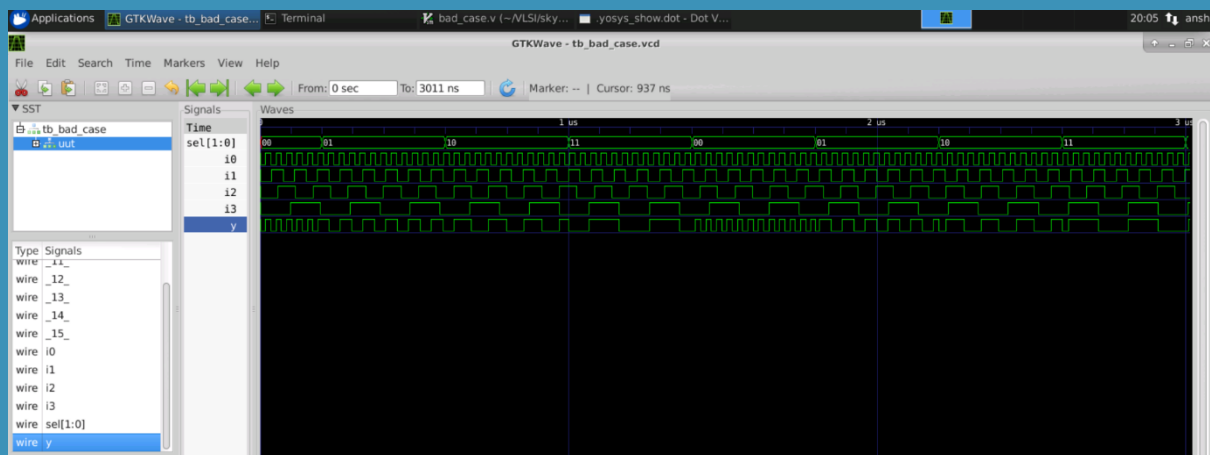 Applications GTKWave - tb_bad_case... Terminal bad_case.v (~/VLSI/sky... .yosys_show.dot - Dot V... 20:05 ansh
GTKWave - tb_bad_case.vcd
File Edit Search Time Markers View Help
From: 0 sec To: 3011 ns Marker: -- | Cursor: 937 ns
SST
tb_bad_case
uut
Type Signals
wire _11_
wire _12_
wire _13_
wire _14_
wire _15_
wire i0
wire i1
wire i2
wire i3
wire sel[1:0]
wire y
Signals
Time
sel[1:0]
i0
i1
i2
i3
y
Waves
1 us 2 us 3 us
00 01 10 11 00 01 10 11